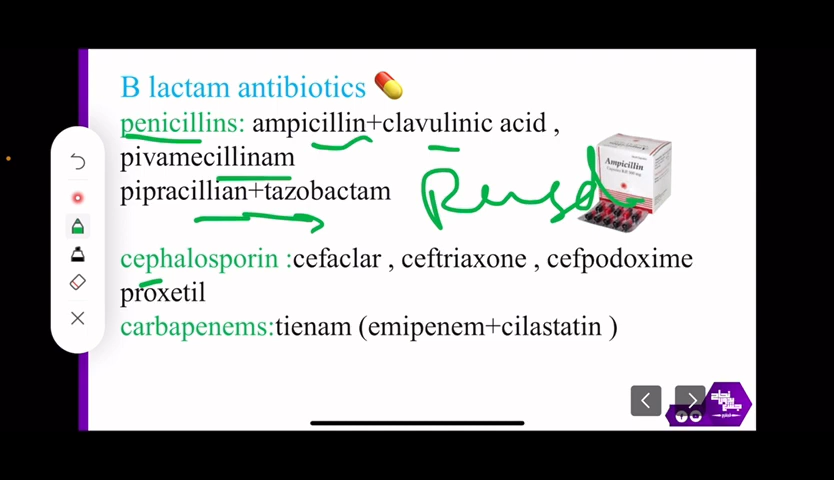 B lactam antibiotics
penicillins: ampicillin+clavulinic acid ,
pivamecillinam
pipracillian+tazobactam
Ampicillin
cephalosporin :cefaclar , ceftriaxone , cefpodoxime
proxetil
carbapenems:tienam (emipenem+cilastatin )